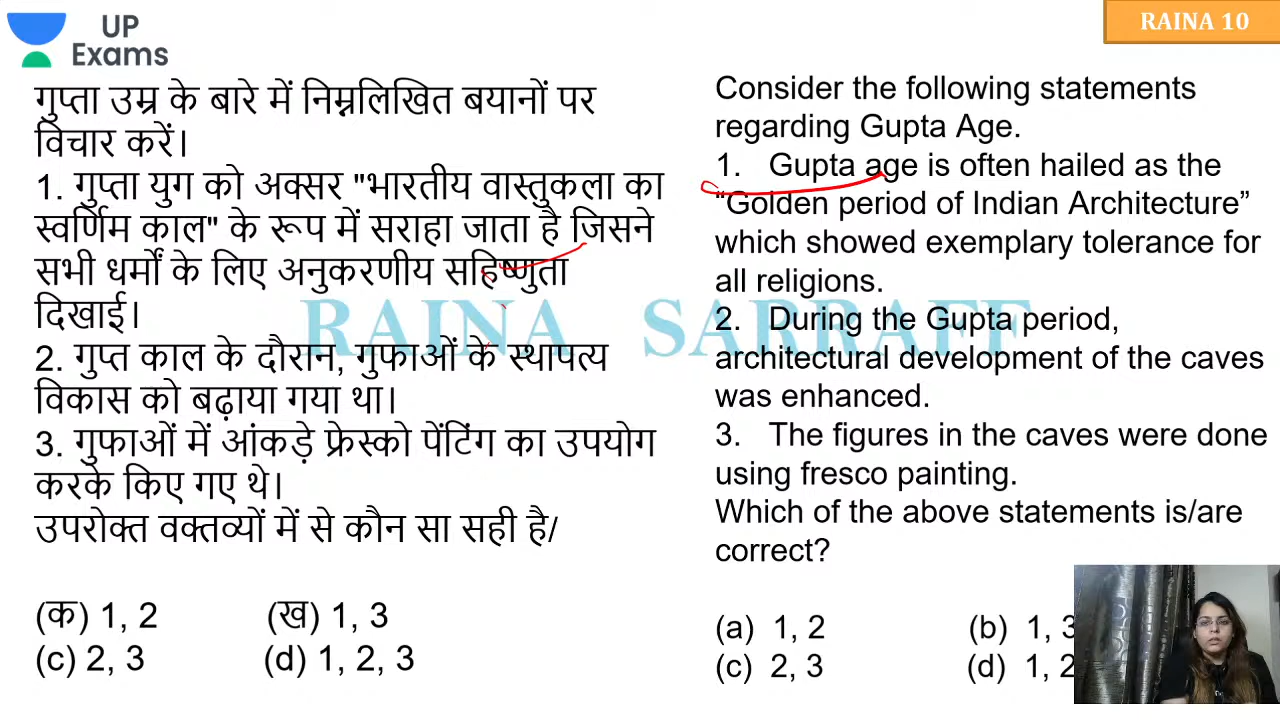 UP
Exams
RAINA 10
गुप्ता उम्र के बारे में निम्नलिखित बयानों पर
विचार करें।
1. गुप्ता युग को अक्सर "भारतीय वास्तुकला का
स्वर्णिम काल" के रूप में सराहा जाता है जिसने
सभी धर्मों के लिए अनुकरणीय सहिष्णुता
दिखाई।
2. गुप्त काल के दौरान, गुफाओं के स्थापत्य
विकास को बढ़ाया गया था।
3. गुफाओं में आंकड़े फ्रेस्को पेंटिंग का उपयोग
करके किए गए थे।
उपरोक्त वक्तव्यों में से कौन सा सही है/
(क) 1, 2 (ख) 1, 3
(c) 2, 3 (d) 1, 2, 3
Consider the following statements
regarding Gupta Age.
1. Gupta age is often hailed as the
“Golden period of Indian Architecture”
which showed exemplary tolerance for
all religions.
2. During the Gupta period,
architectural development of the caves
was enhanced.
3. The figures in the caves were done
using fresco painting.
Which of the above statements is/are
correct?
(a) 1, 2 (b) 1, 3
(c) 2, 3 (d) 1, 2
RAINA SARRAFF